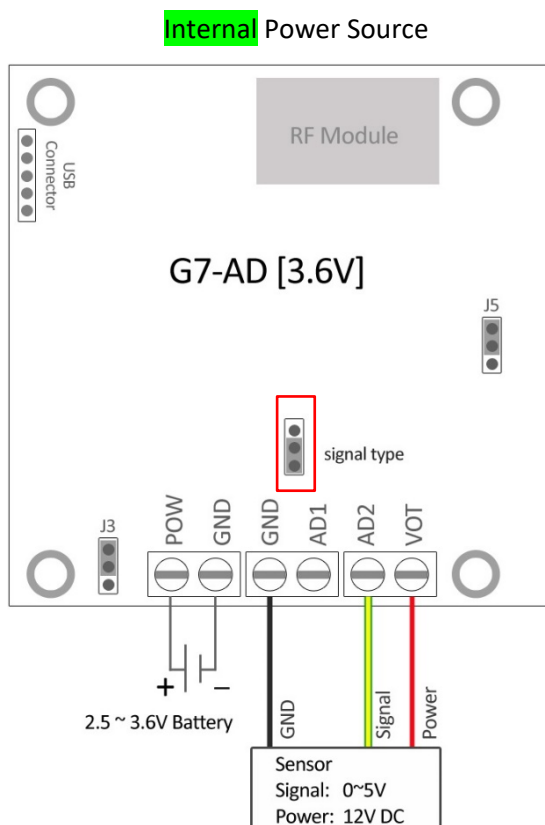 Internal Power Source
RF Module
USB
Connector
G7-AD [3.6V]
J5
signal type
J3
POW
GND
GND
AD1
AD2
VOT
+
–
2.5 ~ 3.6V Battery
GND
Signal
Power
Sensor
Signal: 0~5V
Power: 12V DC